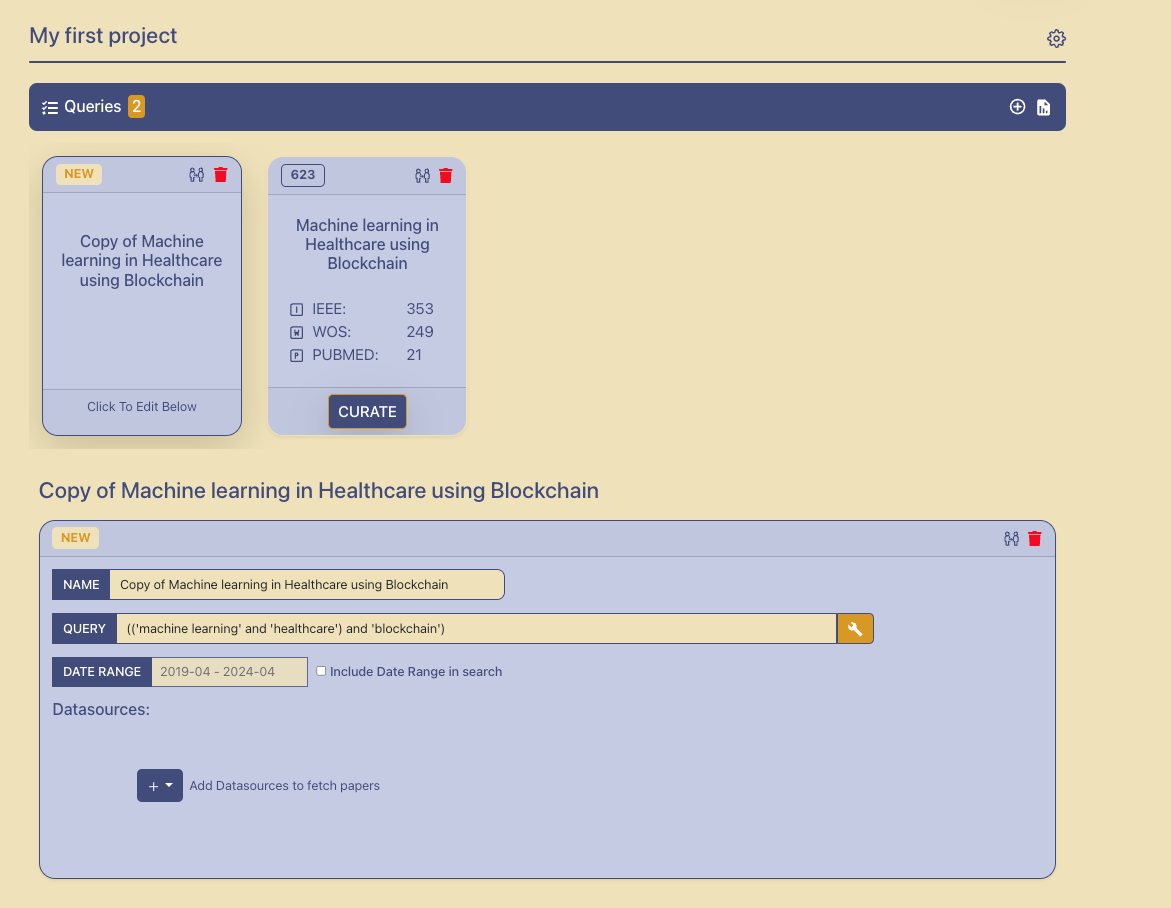 My first project
Queries 2
NEW
Copy of Machine
learning in Healthcare
using Blockchain
Click To Edit Below
623
Machine learning in
Healthcare using
Blockchain
I IEEE: 353
W WOS: 249
P PUBMED: 21
CURATE
Copy of Machine learning in Healthcare using Blockchain
NEW
NAME Copy of Machine learning in Healthcare using Blockchain
QUERY (('machine learning' and 'healthcare') and 'blockchain')
DATE RANGE 2019-04 - 2024-04 Include Date Range in search
Datasources:
+ Add Datasources to fetch papers